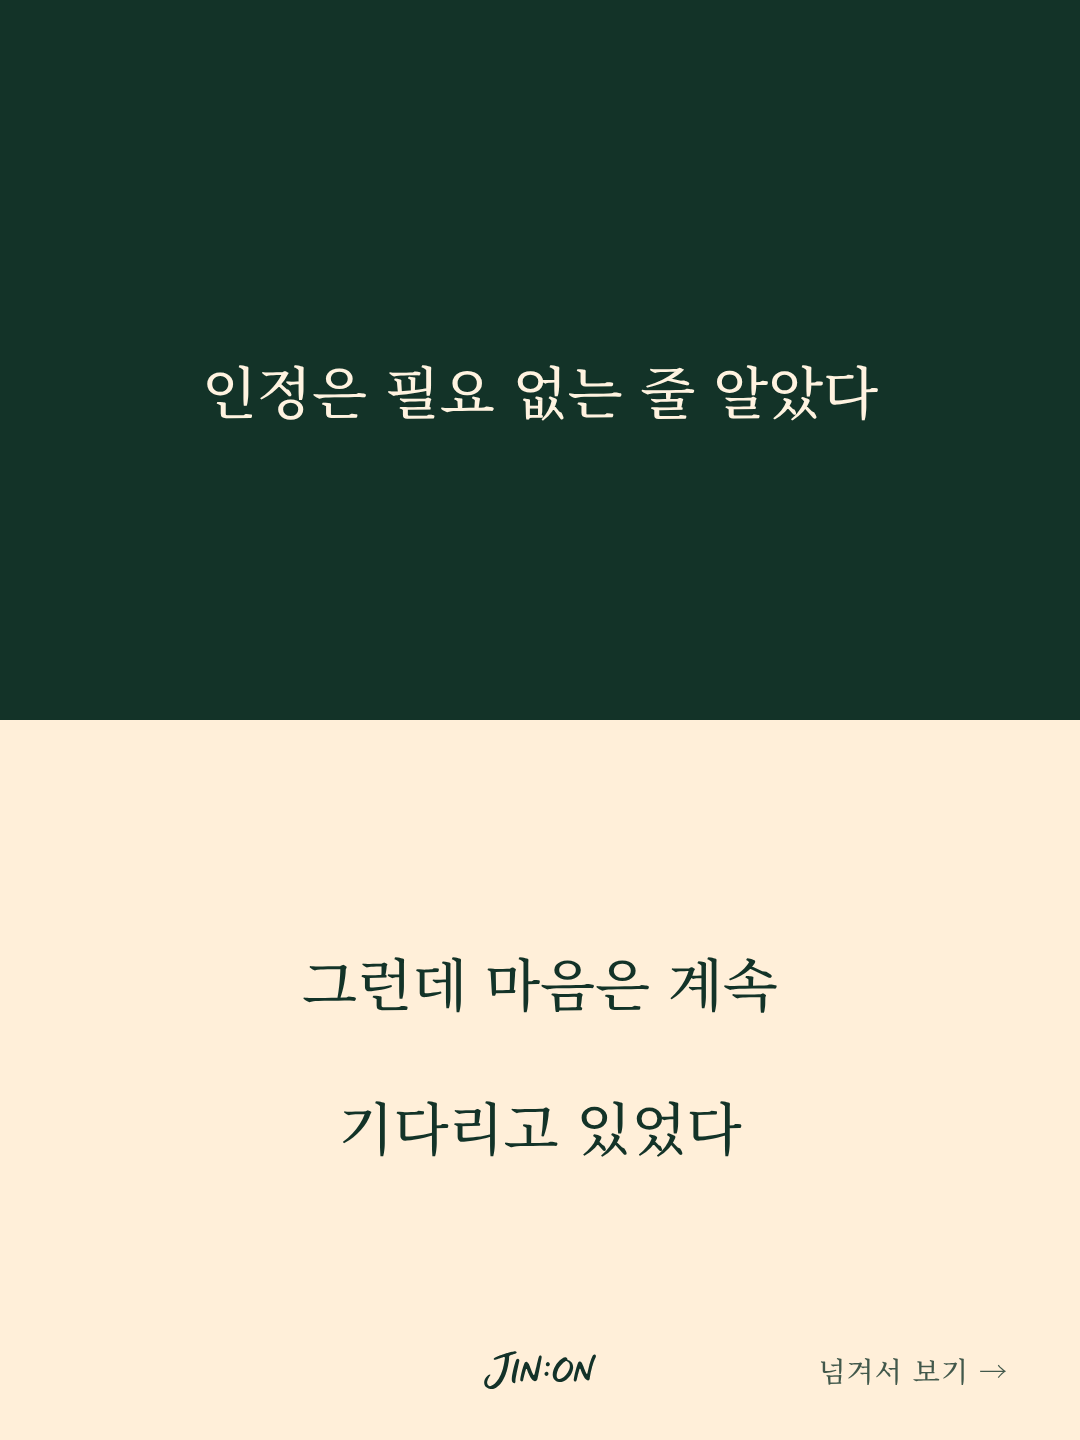 인정은 필요 없는 줄 알았다
그런데 마음은 계속
기다리고 있었다
JIN:ON
넘겨서 보기 →